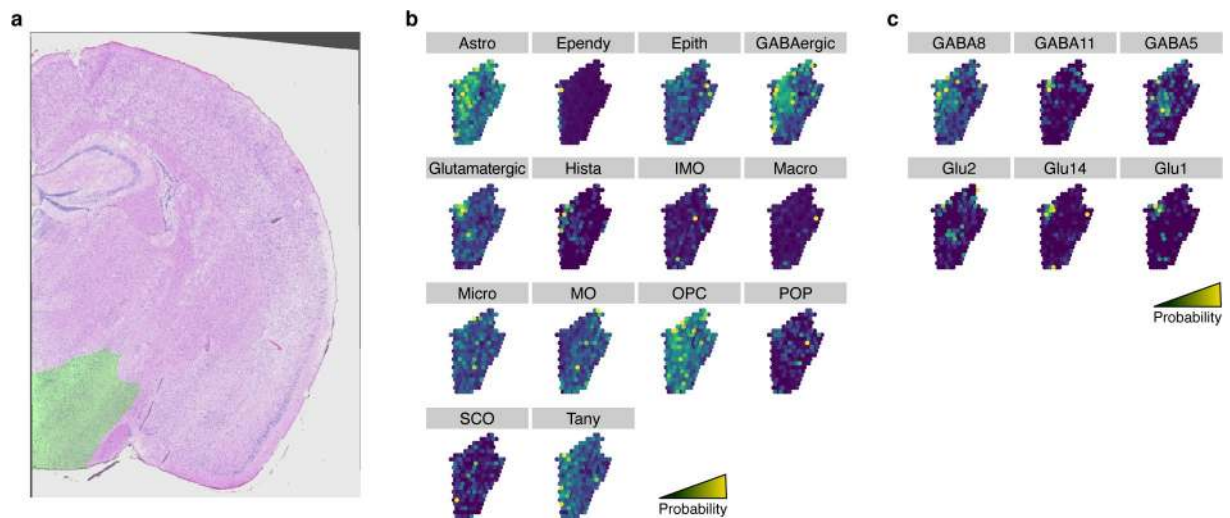 a
b
c
Astro Ependy Epith GABAergic
GABA8 GABA11 GABA5
Glutamatergic Hista IMO Macro
Glu2 Glu14 Glu1
Micro MO OPC POP
Probability
SCO Tany
Probability